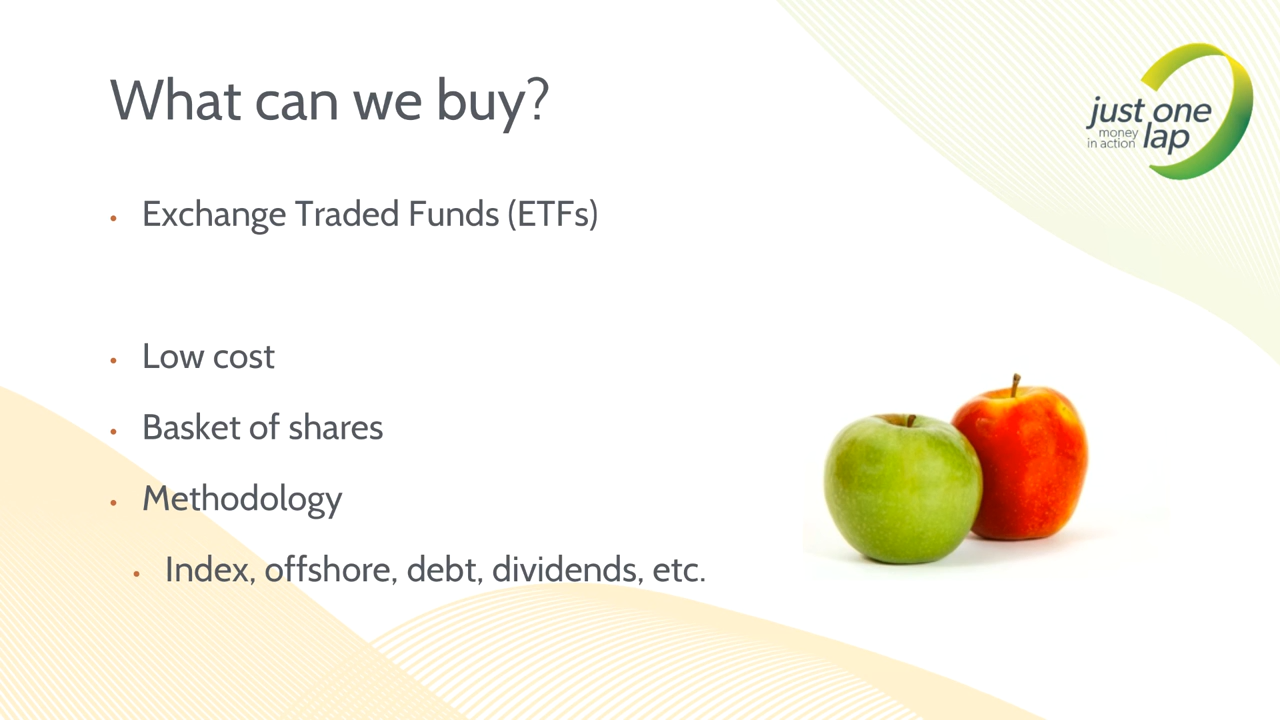 What can we buy?
just one
money
in action
lap
• Exchange Traded Funds (ETFs)
• Low cost
• Basket of shares
• Methodology
• Index, offshore, debt, dividends, etc.